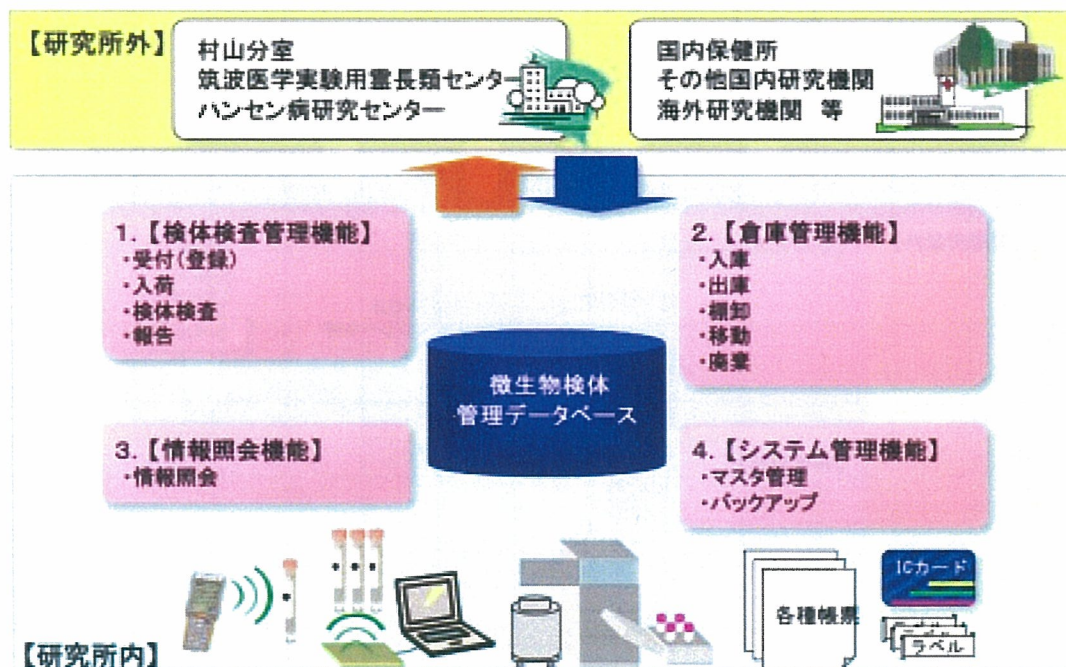 【研究所外】
村山分室
筑波医学実験用霊長類センター
ハンセン病研究センター
国内保健所
その他国内研究機関
海外研究機関 等
1.【検体検査管理機能】
・受付(登録)
・入荷
・検体検査
・報告
2.【倉庫管理機能】
・入庫
・出庫
・棚卸
・移動
・廃棄
微生物検体
管理データベース
3.【情報照会機能】
・情報照会
4.【システム管理機能】
・マスタ管理
・バックアップ
各種帳票
ICカード
ラベル
【研究所内】